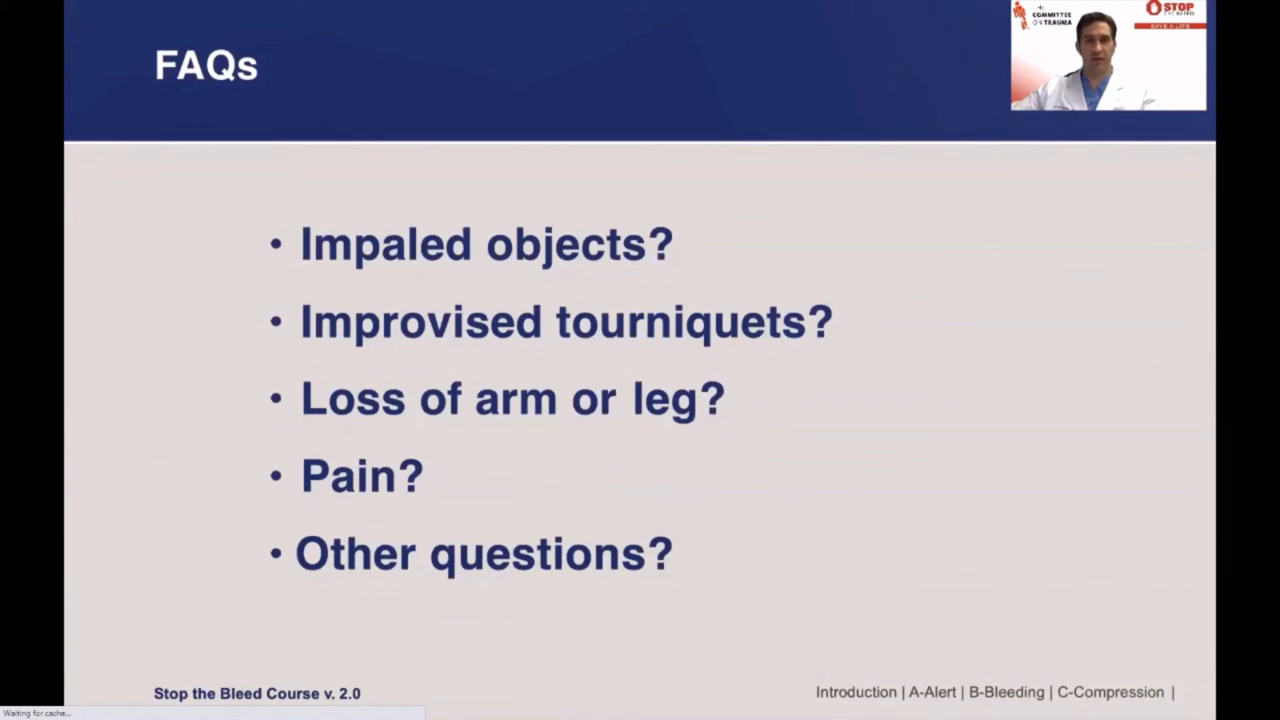 FAQs
THE
COMMITTEE
ON TRAUMA
STOP
THE BLEED
SAVE A LIFE
• Impaled objects?
• Improvised tourniquets?
• Loss of arm or leg?
• Pain?
• Other questions?
Stop the Bleed Course v. 2.0
Introduction | A-Alert | B-Bleeding | C-Compression |
Waiting for cache...